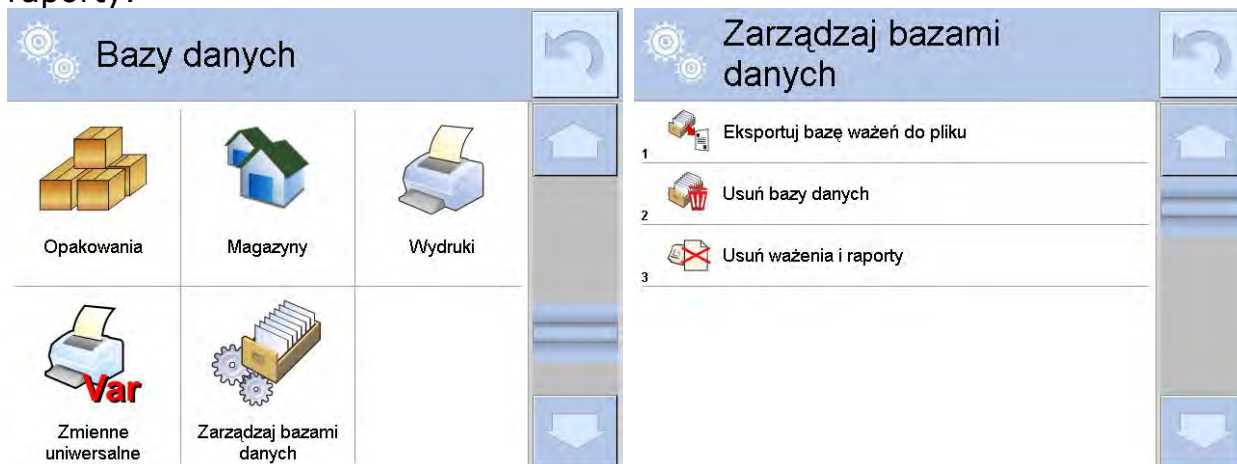 raporty.
Bazy danych
Opakowania
Magazyny
Wydruki
Var
Zmienne
uniwersalne
Zarządzaj bazami
danych
Zarządzaj bazami
danych
Eksportuj bazę ważeń do pliku
1
Usuń bazy danych
2
Usuń ważenia i raporty
3